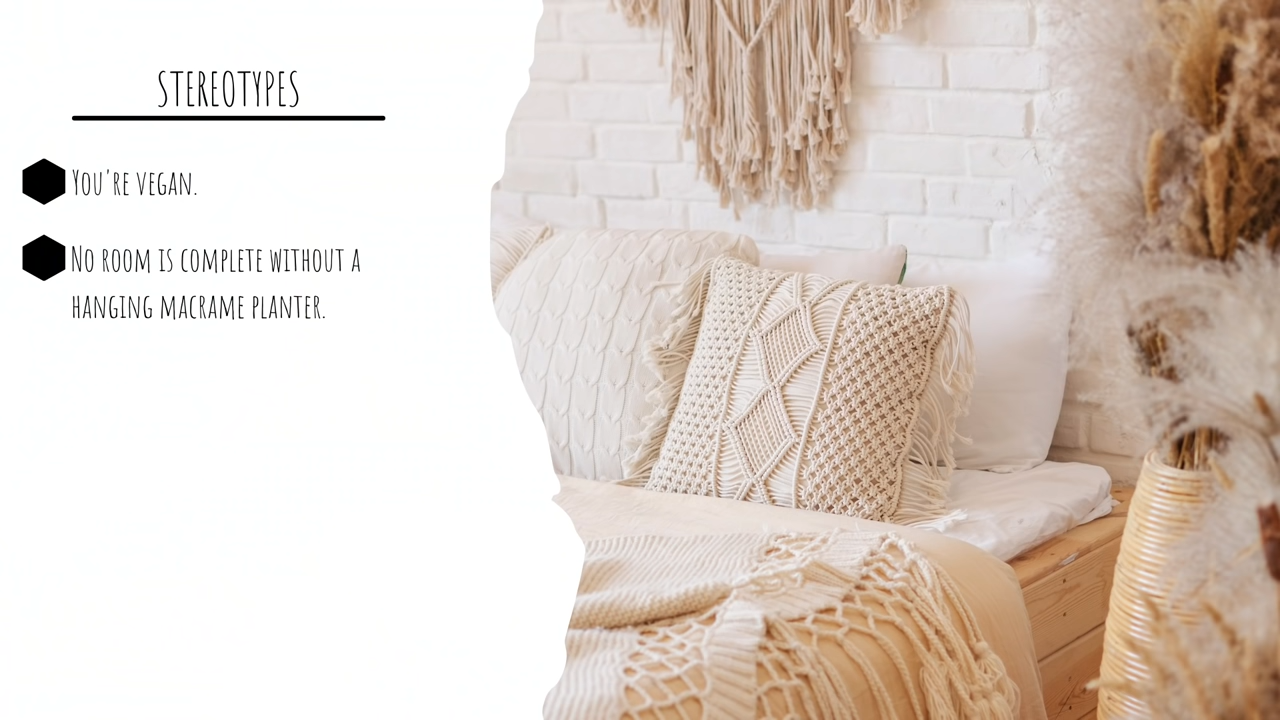 STEREOTYPES
YOU'RE VEGAN.
NO ROOM IS COMPLETE WITHOUT A
HANGING MACRAME PLANTER.